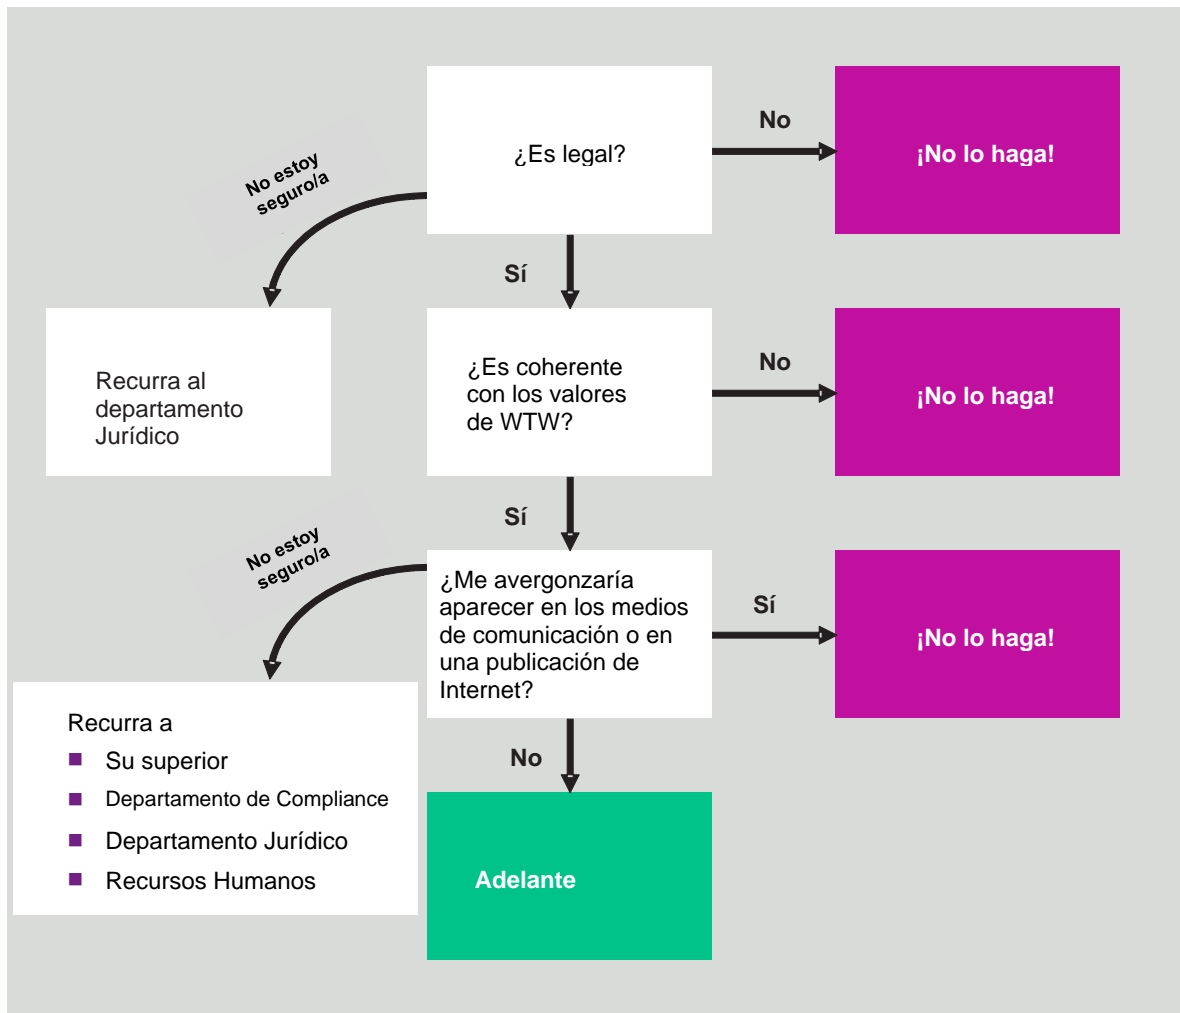 ¿Es legal?
No
¡No lo haga!
No estoy
seguro/a
Sí
Recurra al
departamento
Jurídico
¿Es coherente
con los valores
de WTW?
No
¡No lo haga!
Sí
No estoy
seguro/a
¿Me avergonzaría
aparecer en los medios
de comunicación o en
una publicación de
Internet?
Sí
¡No lo haga!
Recurra a
Su superior
Departamento de Compliance
Departamento Jurídico
Recursos Humanos
No
Adelante